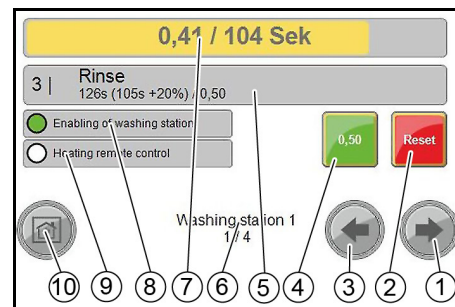 0,41 / 104 Sek
3 | Rinse
126s (105s +20%) / 0,50
Enabling of washing station
Heating remote control
0,50
Reset
Washing station 1
1 / 4
10 9 8 7 6 5 4 3 2 1